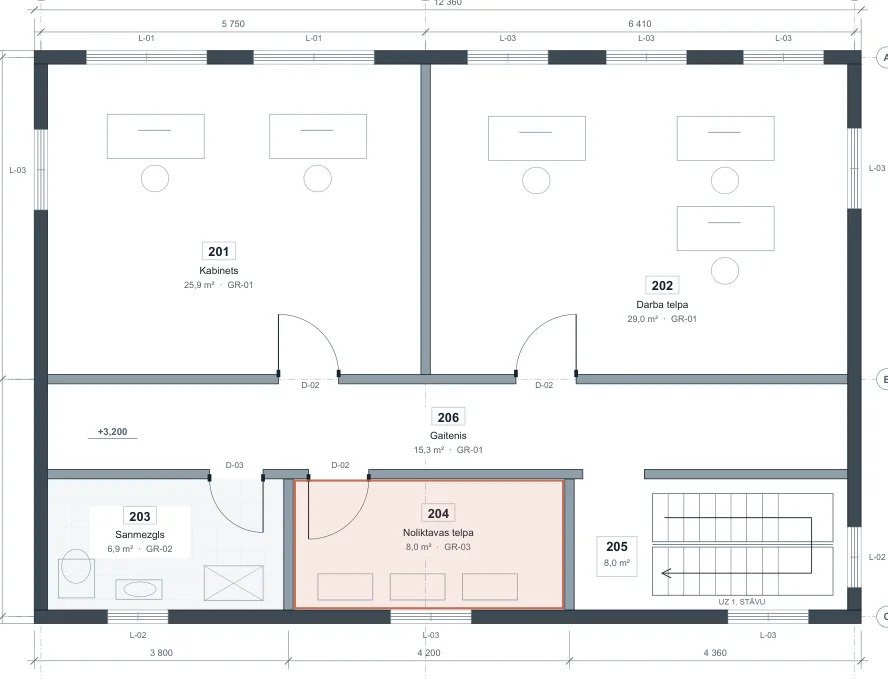 12 360
5 750
6 410
L-01
L-01
L-03
L-03
L-03
A
L-03
L-03
201
Kabinets
25,9 m² · GR-01
202
Darba telpa
29,0 m² · GR-01
D-02
D-02
206
Gaitenis
15,3 m² · GR-01
+3,200
D-03
D-02
203
Sanmezgls
6,9 m² · GR-02
204
Noliktavas telpa
8,0 m² · GR-03
205
8,0 m²
L-02
UZ 1. STĀVU
L-02
L-03
L-03
3 800
4 200
4 360